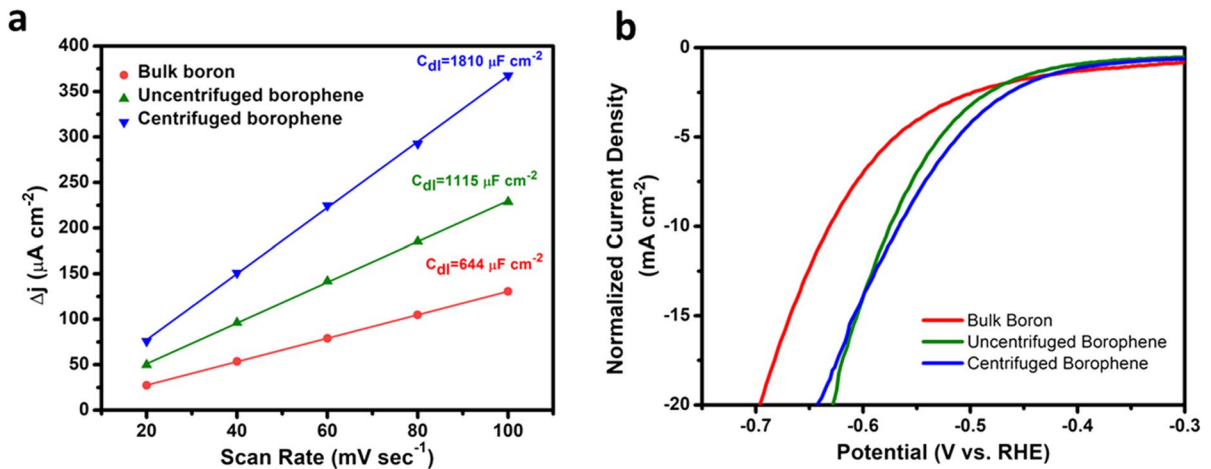 a
400
350
300
250
200
150
100
50
0
Δj (μA cm⁻²)
Bulk boron
Uncentrifuged borophene
Centrifuged borophene
C_dl=1810 μF cm⁻²
C_dl=1115 μF cm⁻²
C_dl=644 μF cm⁻²
20 40 60 80 100
Scan Rate (mV sec⁻¹)
b
0
-5
-10
-15
-20
Normalized Current Density
(mA cm⁻²)
Bulk Boron
Uncentrifuged Borophene
Centrifuged Borophene
-0.7 -0.6 -0.5 -0.4 -0.3
Potential (V vs. RHE)